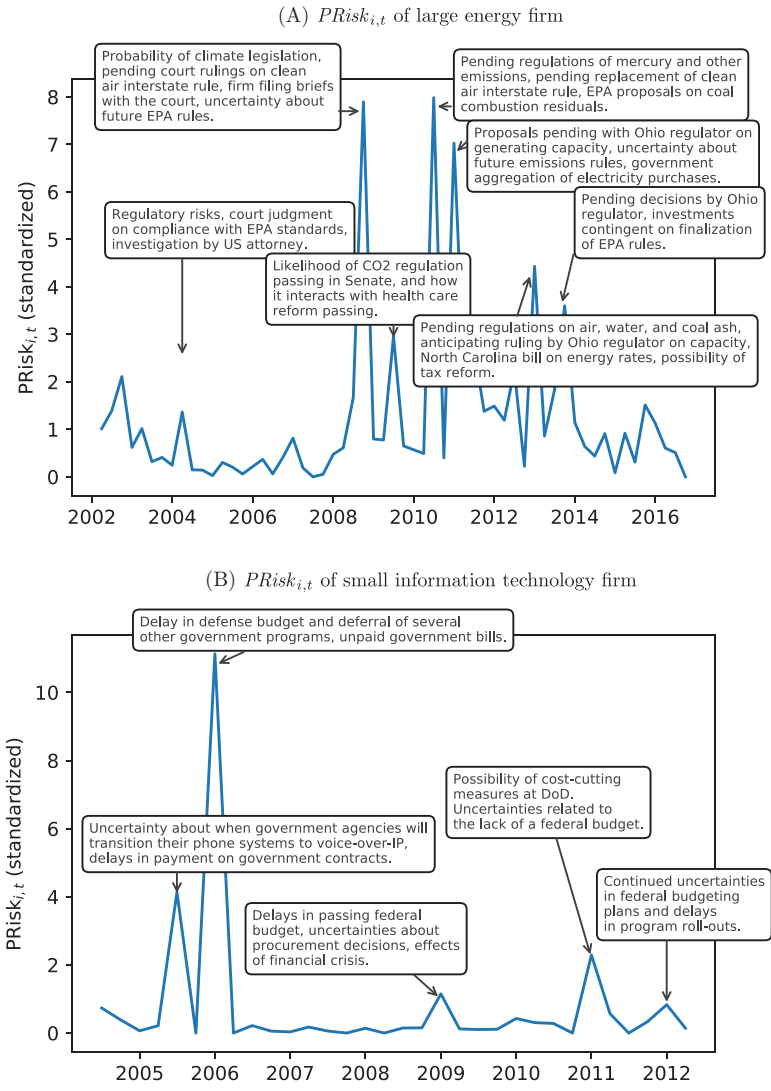 (A) PRisk_{i,t} of large energy firm
Probability of climate legislation,
pending court rulings on clean
air interstate rule, firm filing briefs
with the court, uncertainty about
future EPA rules.
Pending regulations of mercury and other
emissions, pending replacement of clean
air interstate rule, EPA proposals on coal
combustion residuals.
Proposals pending with Ohio regulator on
generating capacity, uncertainty about
future emissions rules, government
aggregation of electricity purchases.
Regulatory risks, court judgment
on compliance with EPA standards,
investigation by US attorney.
Pending decisions by Ohio
regulator, investments
contingent on finalization
of EPA rules.
Likelihood of CO2 regulation
passing in Senate, and how
it interacts with health care
reform passing.
Pending regulations on air, water, and coal ash,
anticipating ruling by Ohio regulator on capacity,
North Carolina bill on energy rates, possibility of
tax reform.
PRisk_{i,t} (standardized)
8
7
6
5
4
3
2
1
0
2002 2004 2006 2008 2010 2012 2014 2016
(B) PRisk_{i,t} of small information technology firm
Delay in defense budget and deferral of several
other government programs, unpaid government bills.
Possibility of cost-cutting
measures at DoD.
Uncertainties related to
the lack of a federal budget.
Uncertainty about when government agencies will
transition their phone systems to voice-over-IP,
delays in payment on government contracts.
Continued uncertainties
in federal budgeting
plans and delays
in program roll-outs.
Delays in passing federal
budget, uncertainties about
procurement decisions, effects
of financial crisis.
PRisk_{i,t} (standardized)
10
8
6
4
2
0
2005 2006 2007 2008 2009 2010 2011 2012